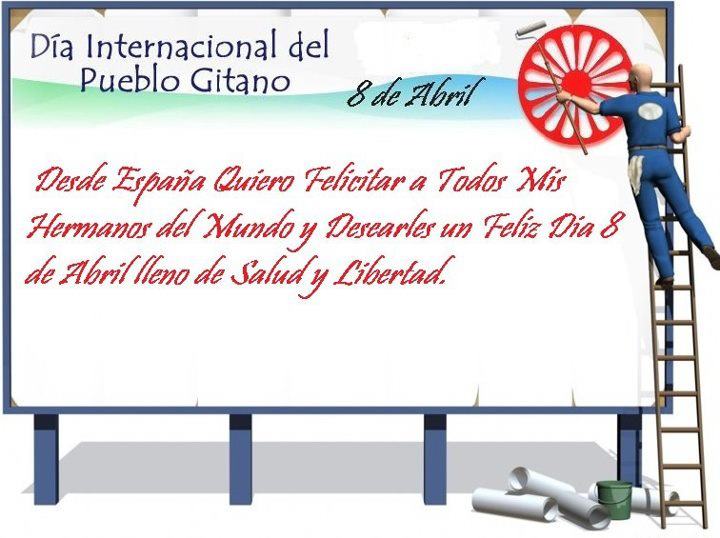 Día Internacional del
Pueblo Gitano
8 de Abril
Desde España Quiero Felicitar a Todos Mis
Hermanos del Mundo y Desearles un Feliz Dia 8
de Abril lleno de Salud y Libertad.